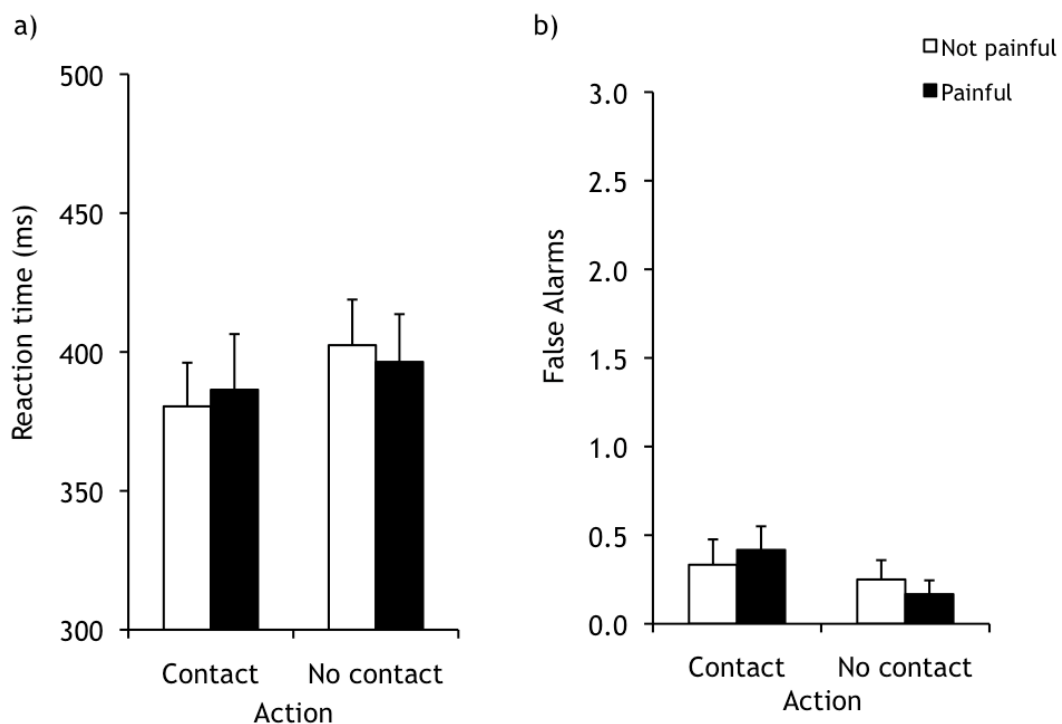 a)
500
450
400
350
300
Reaction time (ms)
Contact
No contact
Action
b)
Not painful
Painful
3.0
2.5
2.0
1.5
1.0
0.5
0.0
False Alarms
Contact
No contact
Action